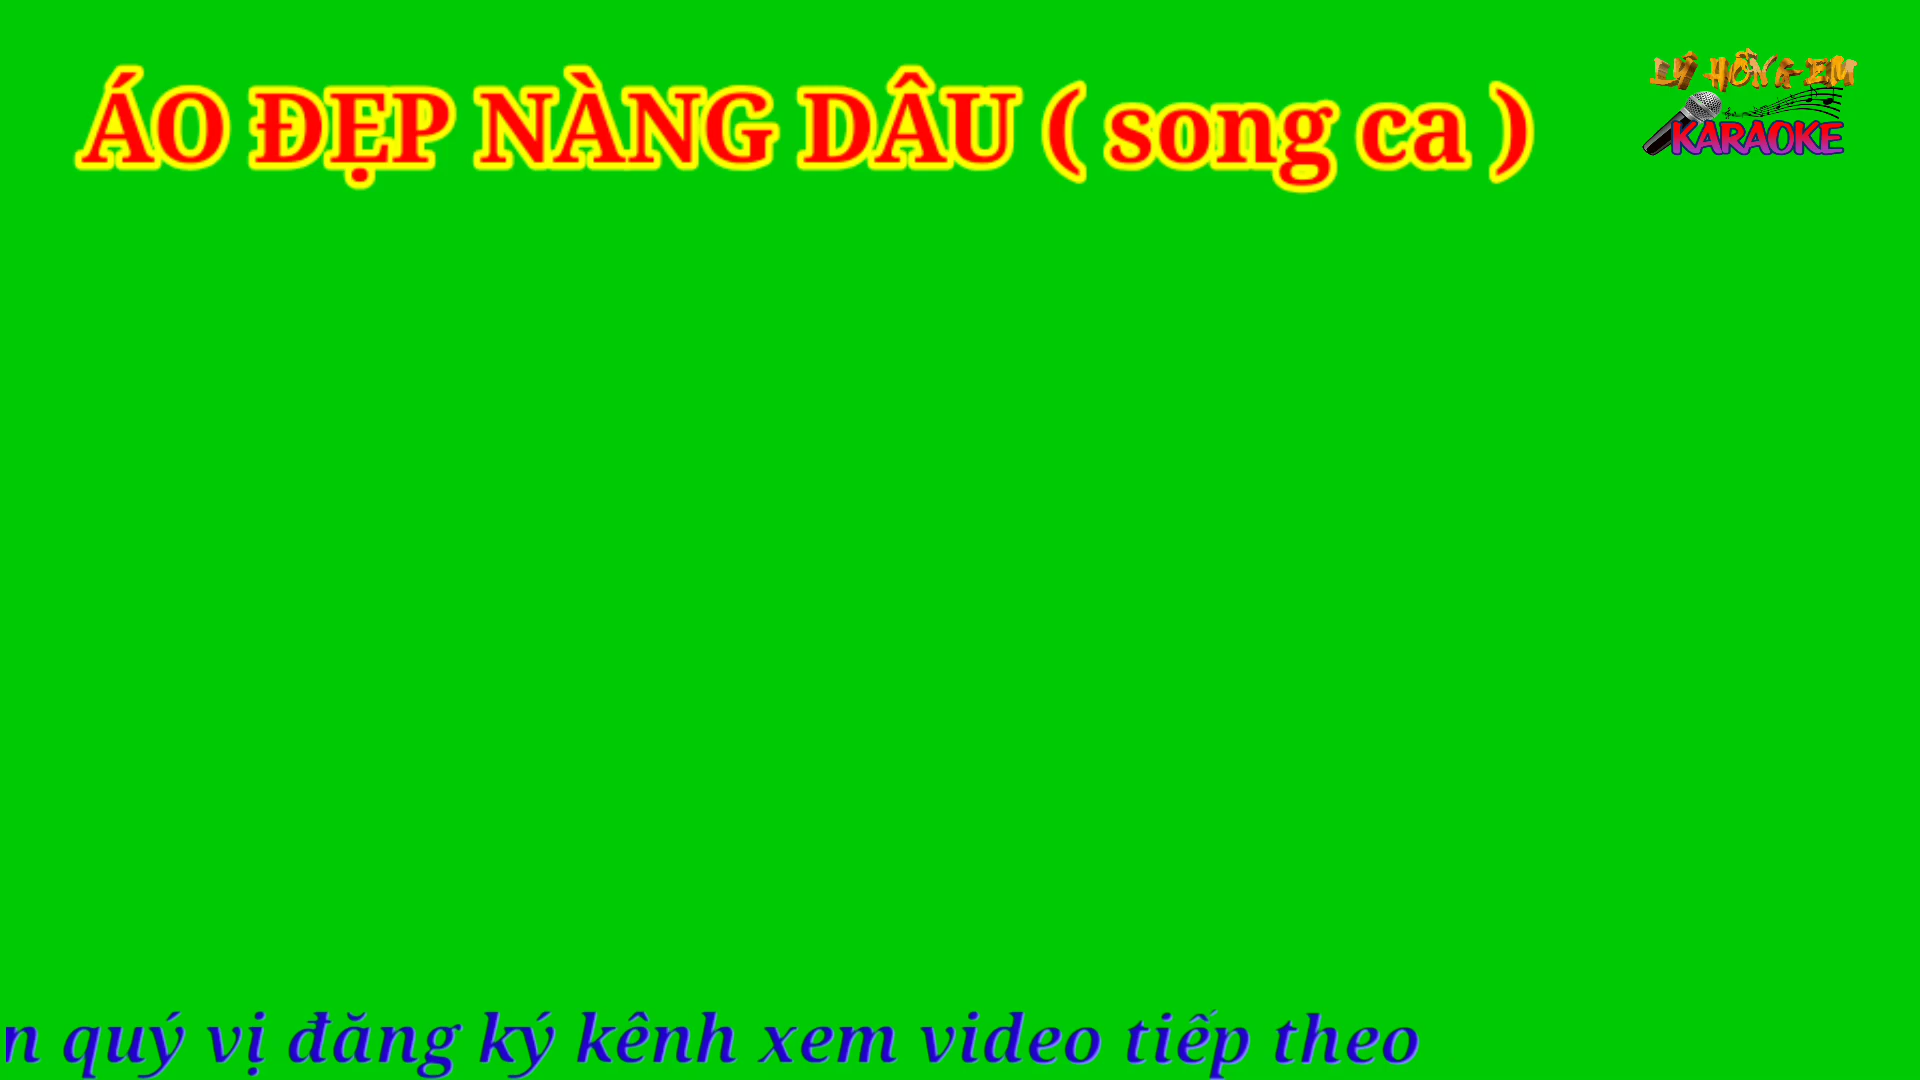 ÁO ĐẸP NÀNG DÂU ( song ca )
LÝ HỒNG EM
KARAOKE
n quý vị đăng ký kênh xem video tiếp theo